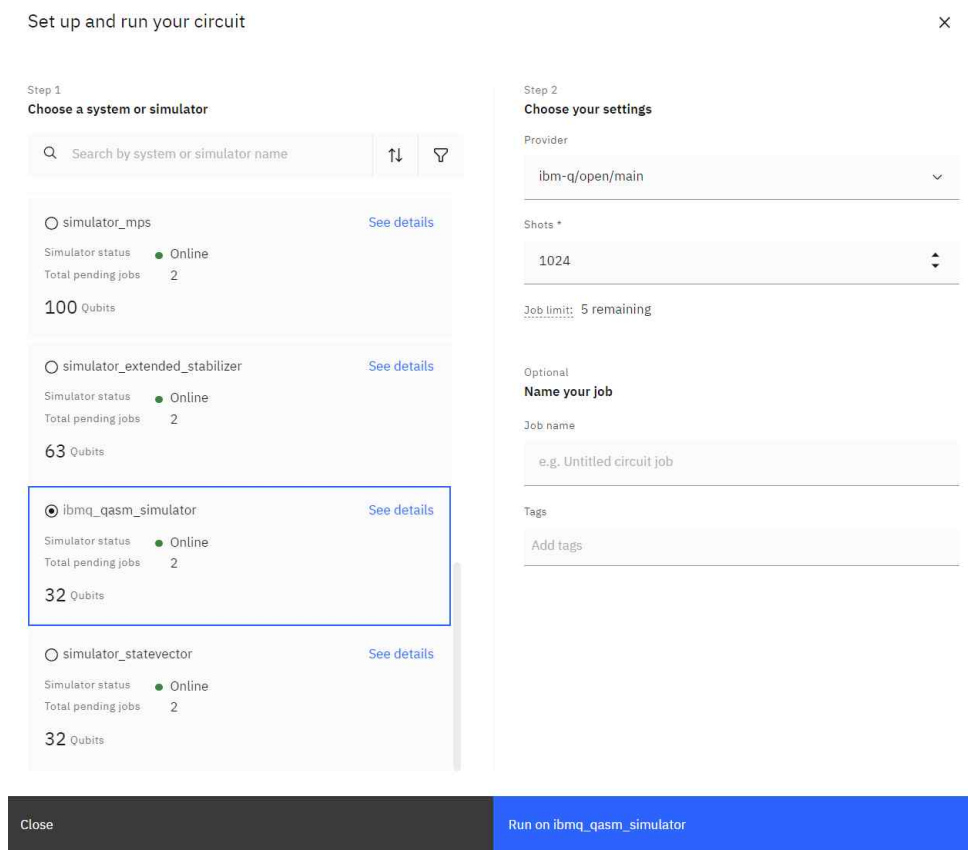 Set up and run your circuit
Step 1
Choose a system or simulator
Search by system or simulator name
simulator_mps See details
Simulator status Online
Total pending jobs 2
100 Qubits
simulator_extended_stabilizer See details
Simulator status Online
Total pending jobs 2
63 Qubits
ibmq_qasm_simulator See details
Simulator status Online
Total pending jobs 2
32 Qubits
simulator_statevector See details
Simulator status Online
Total pending jobs 2
32 Qubits
Step 2
Choose your settings
Provider
ibm-q/open/main
Shots *
1024
Job limit: 5 remaining
Optional
Name your job
Job name
e.g. Untitled circuit job
Tags
Add tags
Close
Run on ibmq_qasm_simulator